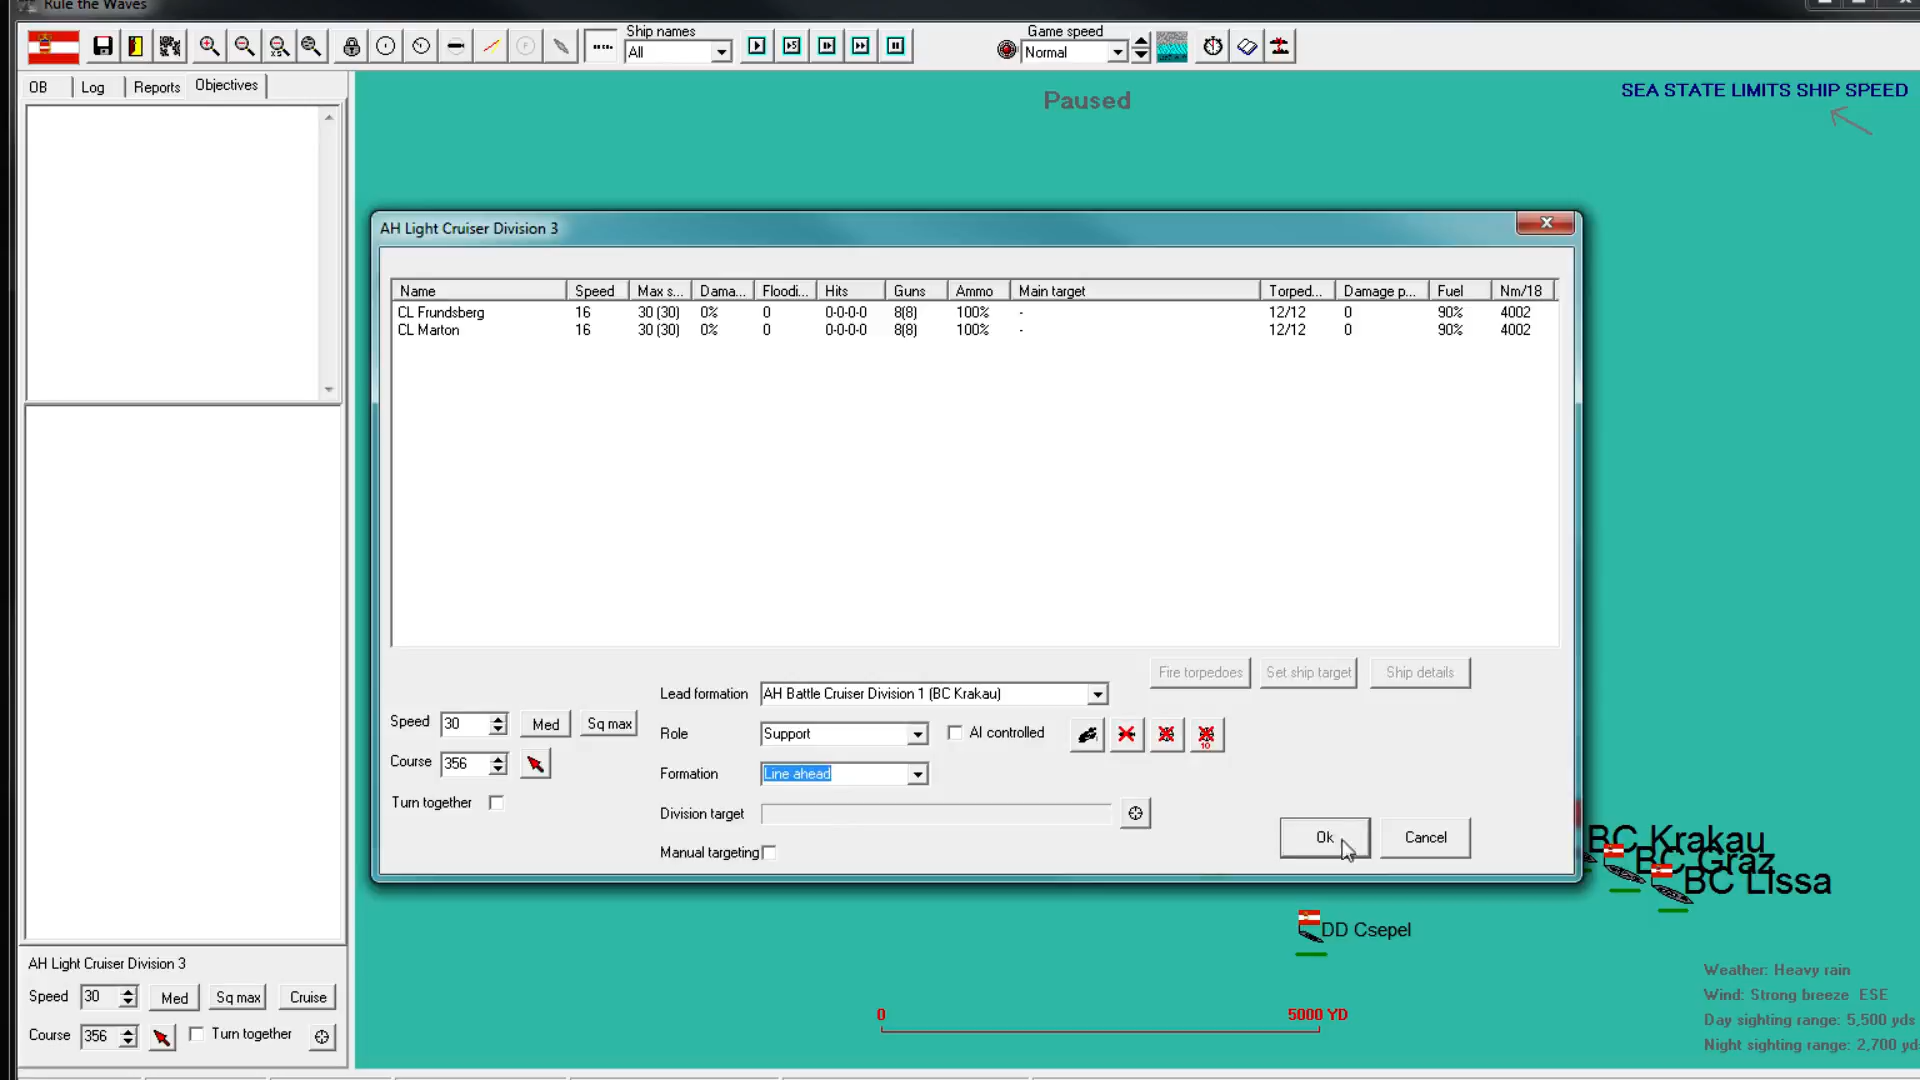 Rule the Waves
Ship names
All
Game speed
Normal
OB
Log
Reports
Objectives
Paused
SEA STATE LIMITS SHIP SPEED
AH Light Cruiser Division 3
Name Speed Max s... Dama... Floodi... Hits Guns Ammo Main target Torped... Damage p... Fuel Nm/18
CL Frundsberg 16 30 (30) 0% 0 0-0-0-0 8(8) 100% - 12/12 0 90% 4002
CL Marton 16 30 (30) 0% 0 0-0-0-0 8(8) 100% - 12/12 0 90% 4002
Fire torpedoes Set ship target Ship details
Lead formation AH Battle Cruiser Division 1 (BC Krakau)
Speed 30 Med Sq max
Role Support AI controlled
10
Course 356
Formation Line ahead
Turn together
Division target
Manual targeting
Ok Cancel
BC Krakau
BC Graz
BC Lissa
DD Csepel
AH Light Cruiser Division 3
Speed 30 Med Sq max Cruise
Course 356 Turn together
0 5000 YD
Weather: Heavy rain
Wind: Strong breeze ESE
Day sighting range: 5,500 yds
Night sighting range: 2,700 yd